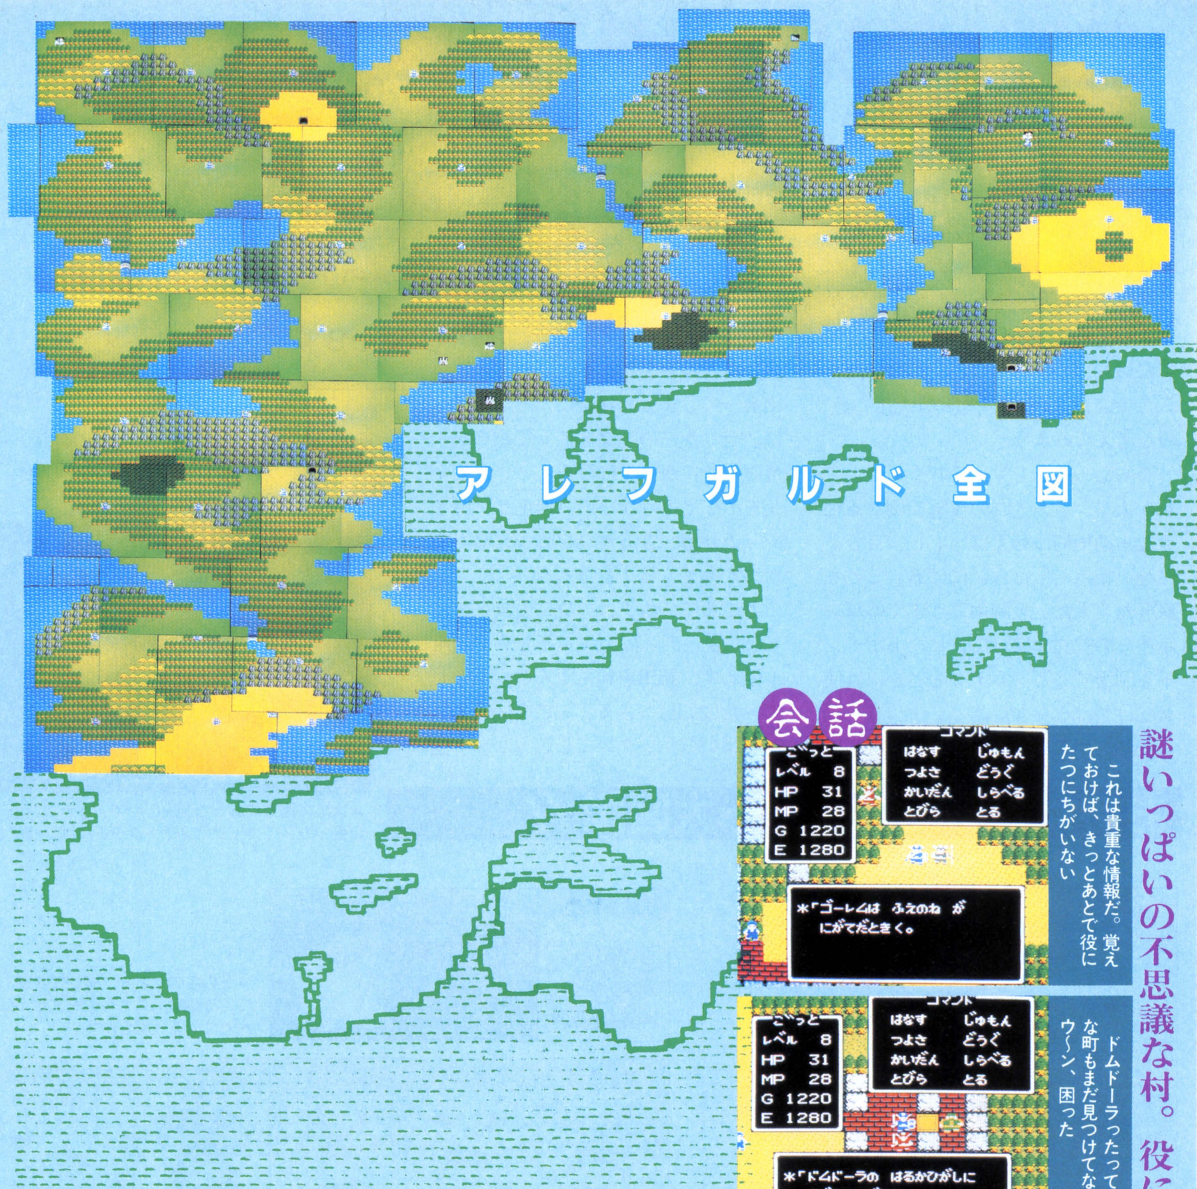 アレフガルド全図
会話
謎いっぱいの不思議な村。役に
これは貴重な情報だ。覚え
ておけば、きっとあとで役に
たつにちがいない
ごっと
レベル 8
HP 31
MP 28
G 1220
E 1280
コマンド
はなす じゅもん
つよさ どうぐ
かいだん しらべる
とびら とる
*「ゴーレムは ふえのね が
にがてだときく。
ドムドーラったって
な町もまだ見つけてな
ウ〜ン、困った
ごっと
レベル 8
HP 31
MP 28
G 1220
E 1280
コマンド
はなす じゅもん
つよさ どうぐ
かいだん しらべる
とびら とる
*「ドムドーラの はるかひがしに